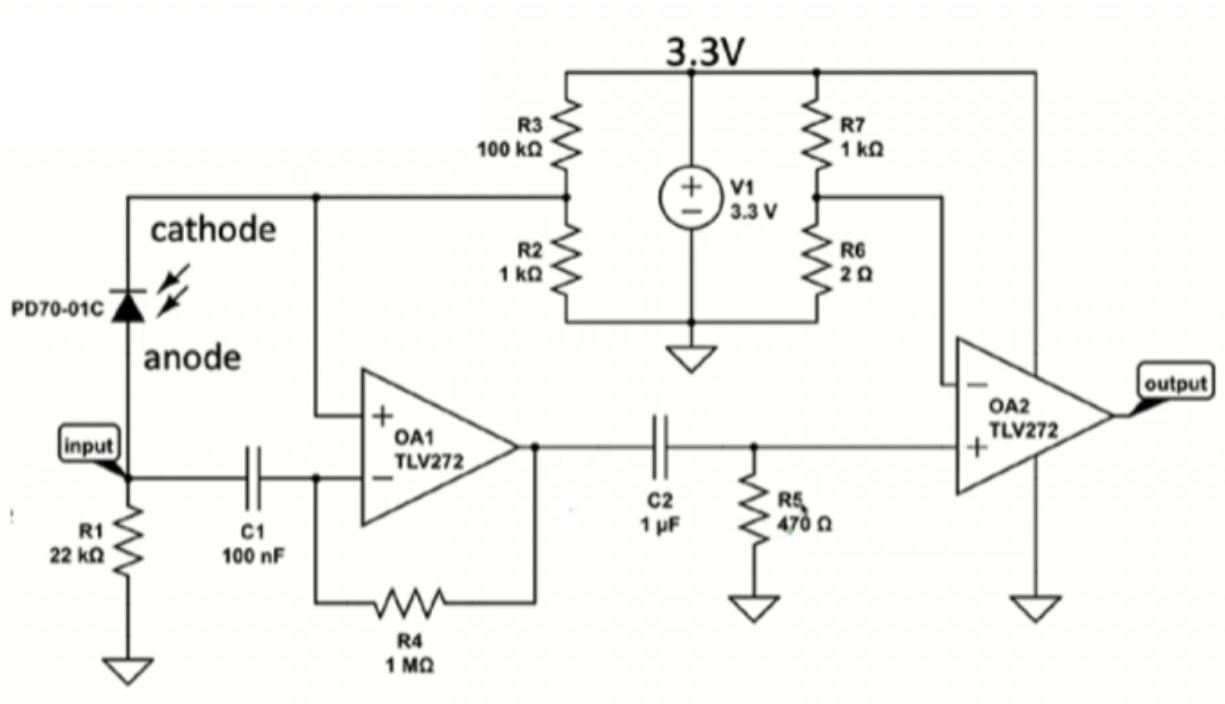 3.3V
R3
100 kΩ
R7
1 kΩ
+
−
V1
3.3 V
cathode
R2
1 kΩ
R6
2 Ω
PD70-01C
anode
output
−
OA2
TLV272
+
input
+
OA1
TLV272
−
C2
1 µF
R5
470 Ω
R1
22 kΩ
C1
100 nF
R4
1 MΩ